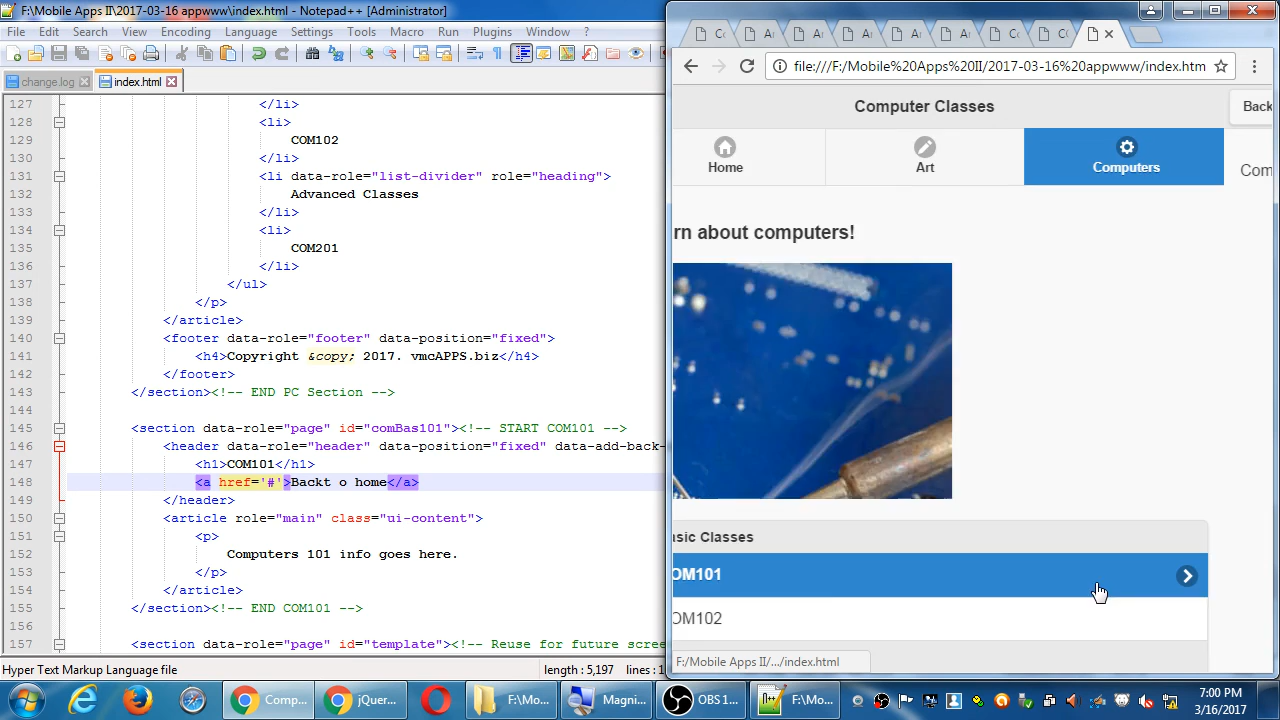 F:\Mobile Apps II\2017-03-16 appwww\index.html - Notepad++ [Administrator]
File Edit Search View Encoding Language Settings Tools Macro Run Plugins Window ?
change.log index.html
127 </li>
128 <li>
129 COM102
130 </li>
131 <li data-role="list-divider" role="heading">
132 Advanced Classes
133 </li>
134 <li>
135 COM201
136 </li>
137 </ul>
138 </p>
139 </article>
140 <footer data-role="footer" data-position="fixed">
141 <h4>Copyright &copy; 2017. vmcAPPS.biz</h4>
142 </footer>
143 </section><!-- END PC Section -->
144
145 <section data-role="page" id="comBas101"><!-- START COM101 -->
146 <header data-role="header" data-position="fixed" data-add-back-
147 <h1>COM101</h1>
148 <a href='#'>Backt o home</a>
149 </header>
150 <article role="main" class="ui-content">
151 <p>
152 Computers 101 info goes here.
153 </p>
154 </article>
155 </section><!-- END COM101 -->
156
157 <section data-role="page" id="template"><!-- Reuse for future scree
Hyper Text Markup Language file length : 5,197 lines : 1
file:///F:/Mobile%20Apps%20II/2017-03-16%20appwww/index.htm
Computer Classes
Back
Home Art Computers
Com
rn about computers!
sic Classes
OM101
OM102
F:/Mobile Apps II/.../index.html
Comp... jQuer... F:\Mo... Magni... OBS 1... F:\Mo...
7:00 PM
3/16/2017